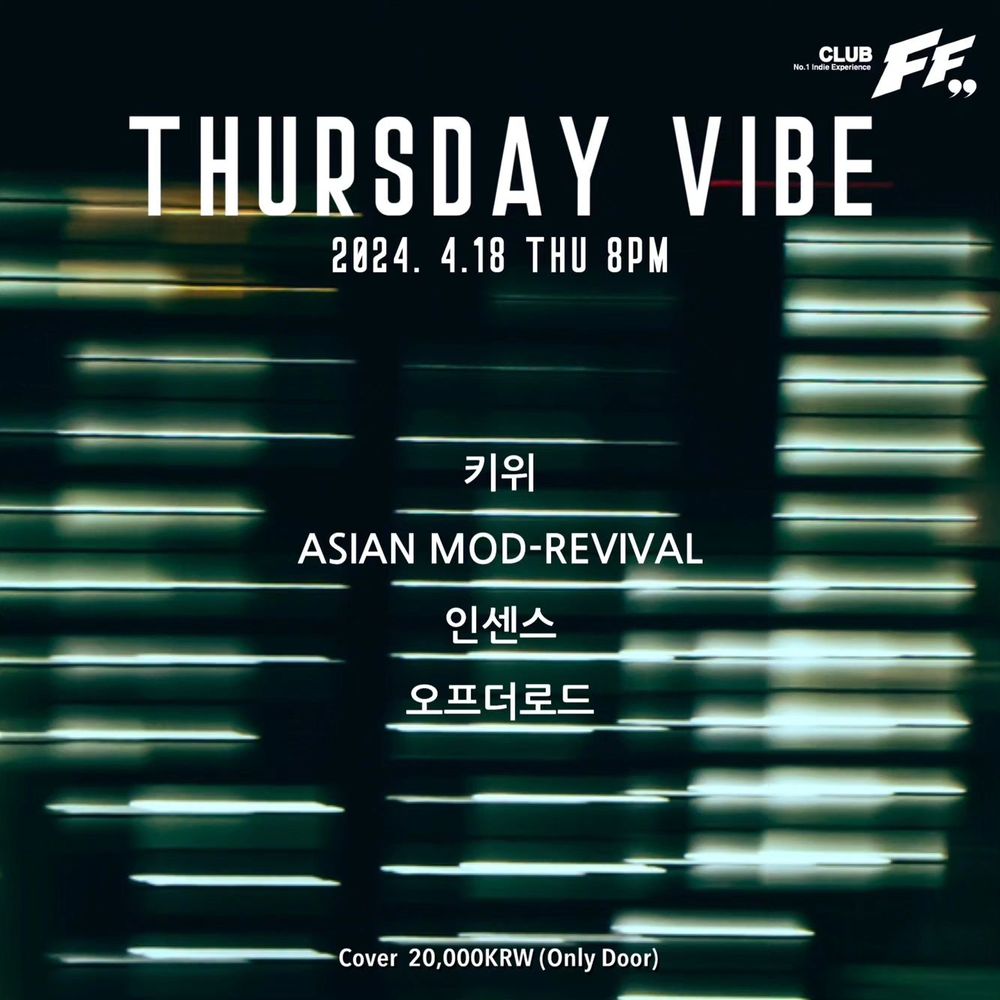 CLUB FF
No.1 Indie Experience
THURSDAY VIBE
2024. 4.18 THU 8PM
키위
ASIAN MOD-REVIVAL
인센스
오프더로드
Cover 20,000KRW (Only Door)